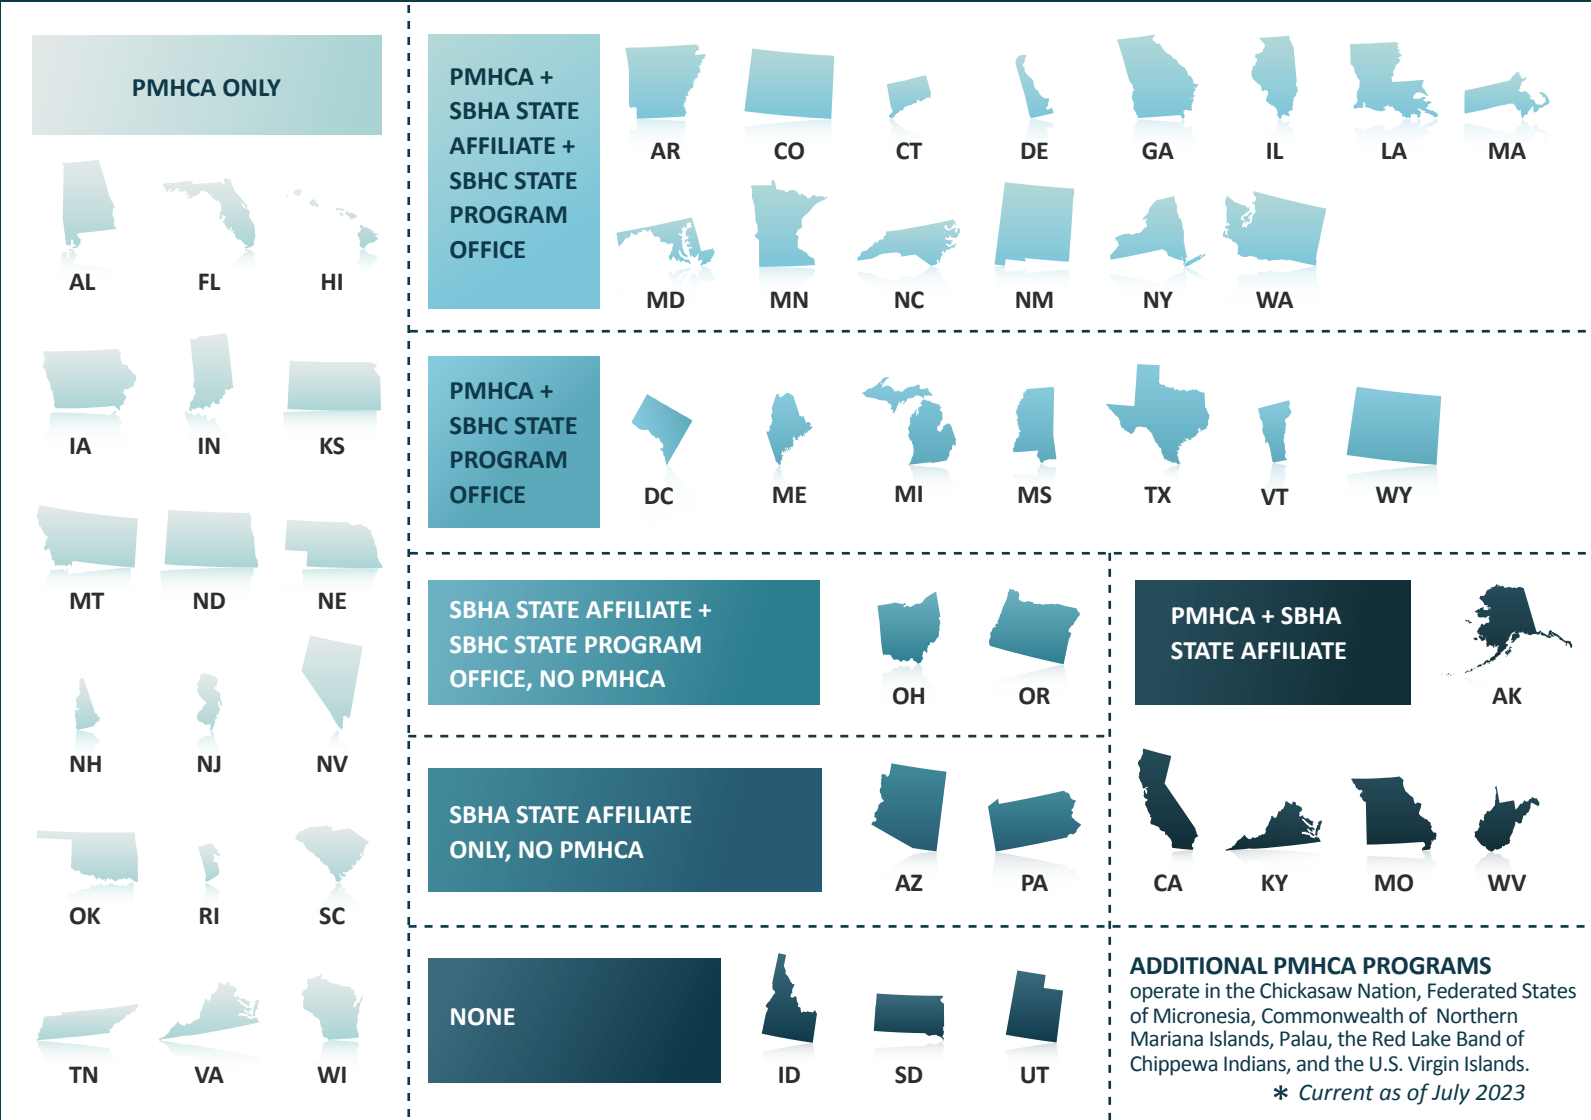 PMHCA ONLY
AL FL HI
IA IN KS
MT ND NE
NH NJ NV
OK RI SC
TN VA WI
PMHCA +
SBHA STATE
AFFILIATE +
SBHC STATE
PROGRAM
OFFICE
AR CO CT DE GA IL LA MA
MD MN NC NM NY WA
PMHCA +
SBHC STATE
PROGRAM
OFFICE
DC ME MI MS TX VT WY
SBHA STATE AFFILIATE +
SBHC STATE PROGRAM
OFFICE, NO PMHCA
OH OR
PMHCA + SBHA
STATE AFFILIATE
AK
CA KY MO WV
SBHA STATE AFFILIATE
ONLY, NO PMHCA
AZ PA
NONE
ID SD UT
ADDITIONAL PMHCA PROGRAMS
operate in the Chickasaw Nation, Federated States
of Micronesia, Commonwealth of Northern
Mariana Islands, Palau, the Red Lake Band of
Chippewa Indians, and the U.S. Virgin Islands.
* Current as of July 2023